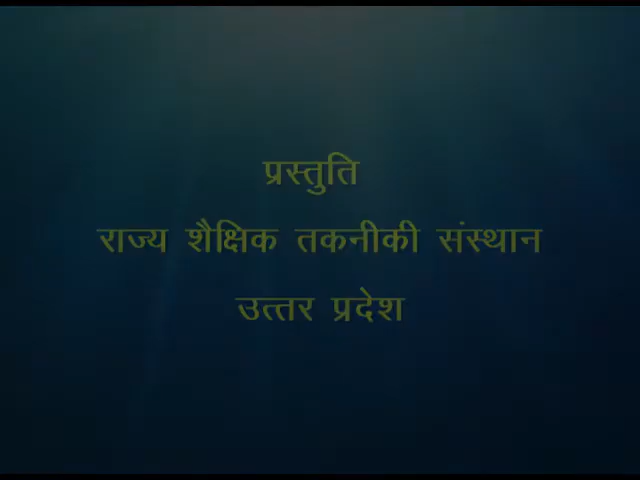 प्रस्तुति
राज्य शैक्षिक तकनीकी संस्थान
उत्तर प्रदेश